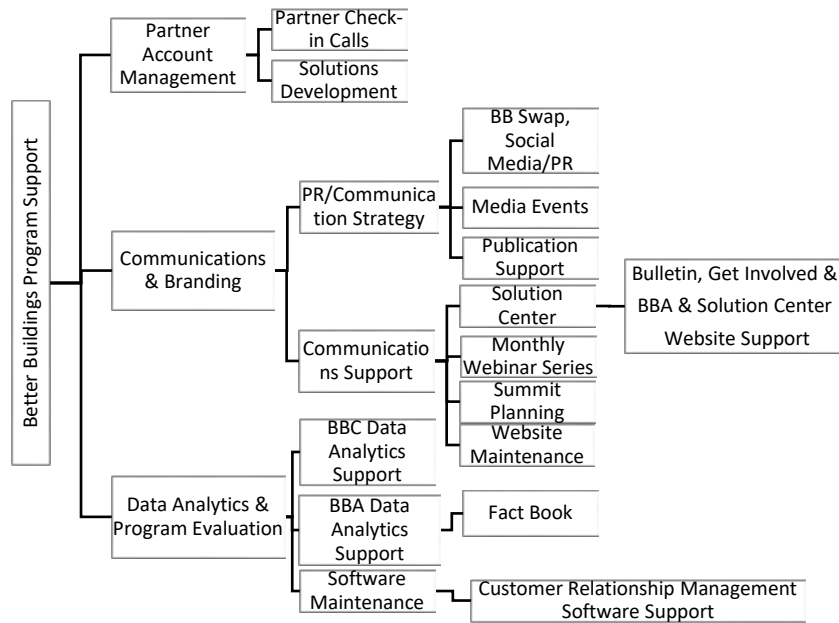 Better Buildings Program Support
Partner
Account
Management
Partner Check-
in Calls
Solutions
Development
Communications
& Branding
PR/Communica
tion Strategy
BB Swap,
Social
Media/PR
Media Events
Publication
Support
Communicatio
ns Support
Solution
Center
Bulletin, Get Involved &
BBA & Solution Center
Website Support
Monthly
Webinar Series
Summit
Planning
Website
Maintenance
Data Analytics &
Program Evaluation
BBC Data
Analytics
Support
BBA Data
Analytics
Support
Fact Book
Software
Maintenance
Customer Relationship Management
Software Support